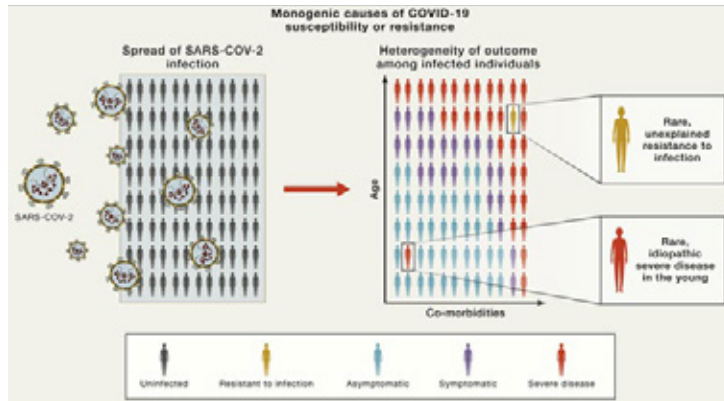 Monogenic causes of COVID-19
susceptibility or resistance
Spread of SARS-COV-2
infection
Heterogeneity of outcome
among infected individuals
SARS-COV-2
Age
Co-morbidities
Rare,
unexplained
resistance to
infection
Rare,
idiopathic
severe disease
in the young
Uninfected
Resistant to infection
Asymptomatic
Symptomatic
Severe disease